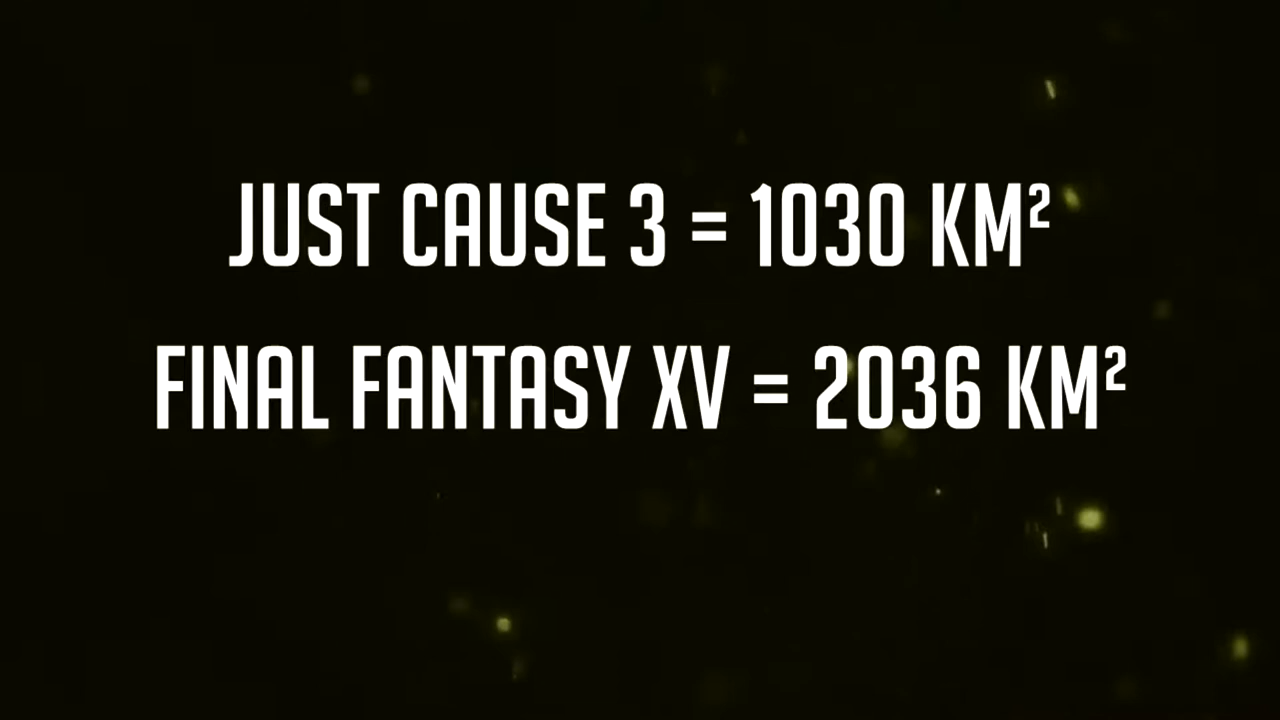 JUST CAUSE 3 = 1030 KM²
FINAL FANTASY XV = 2036 KM²